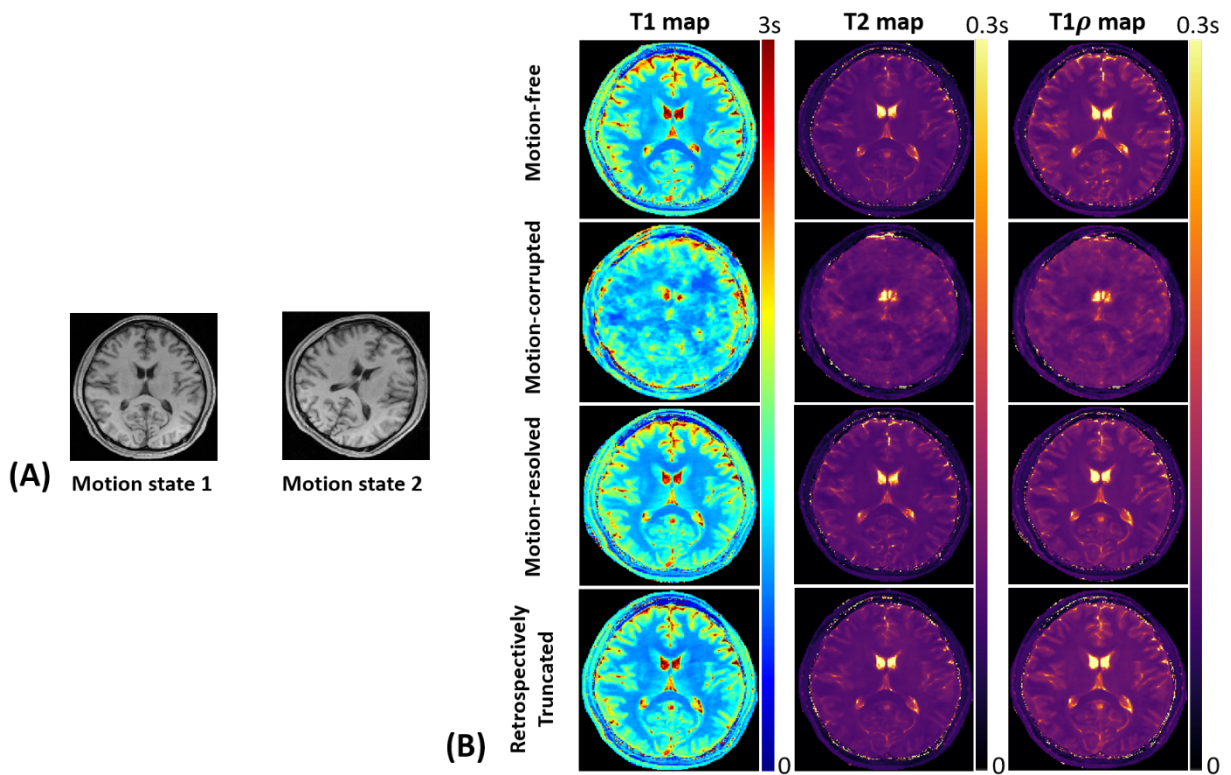 T1 map
T2 map
T1ρ map
3s
0.3s
0.3s
Motion-free
Motion-corrupted
Motion-resolved
Retrospectively
Truncated
0
0
0
(A)
Motion state 1
Motion state 2
(B)